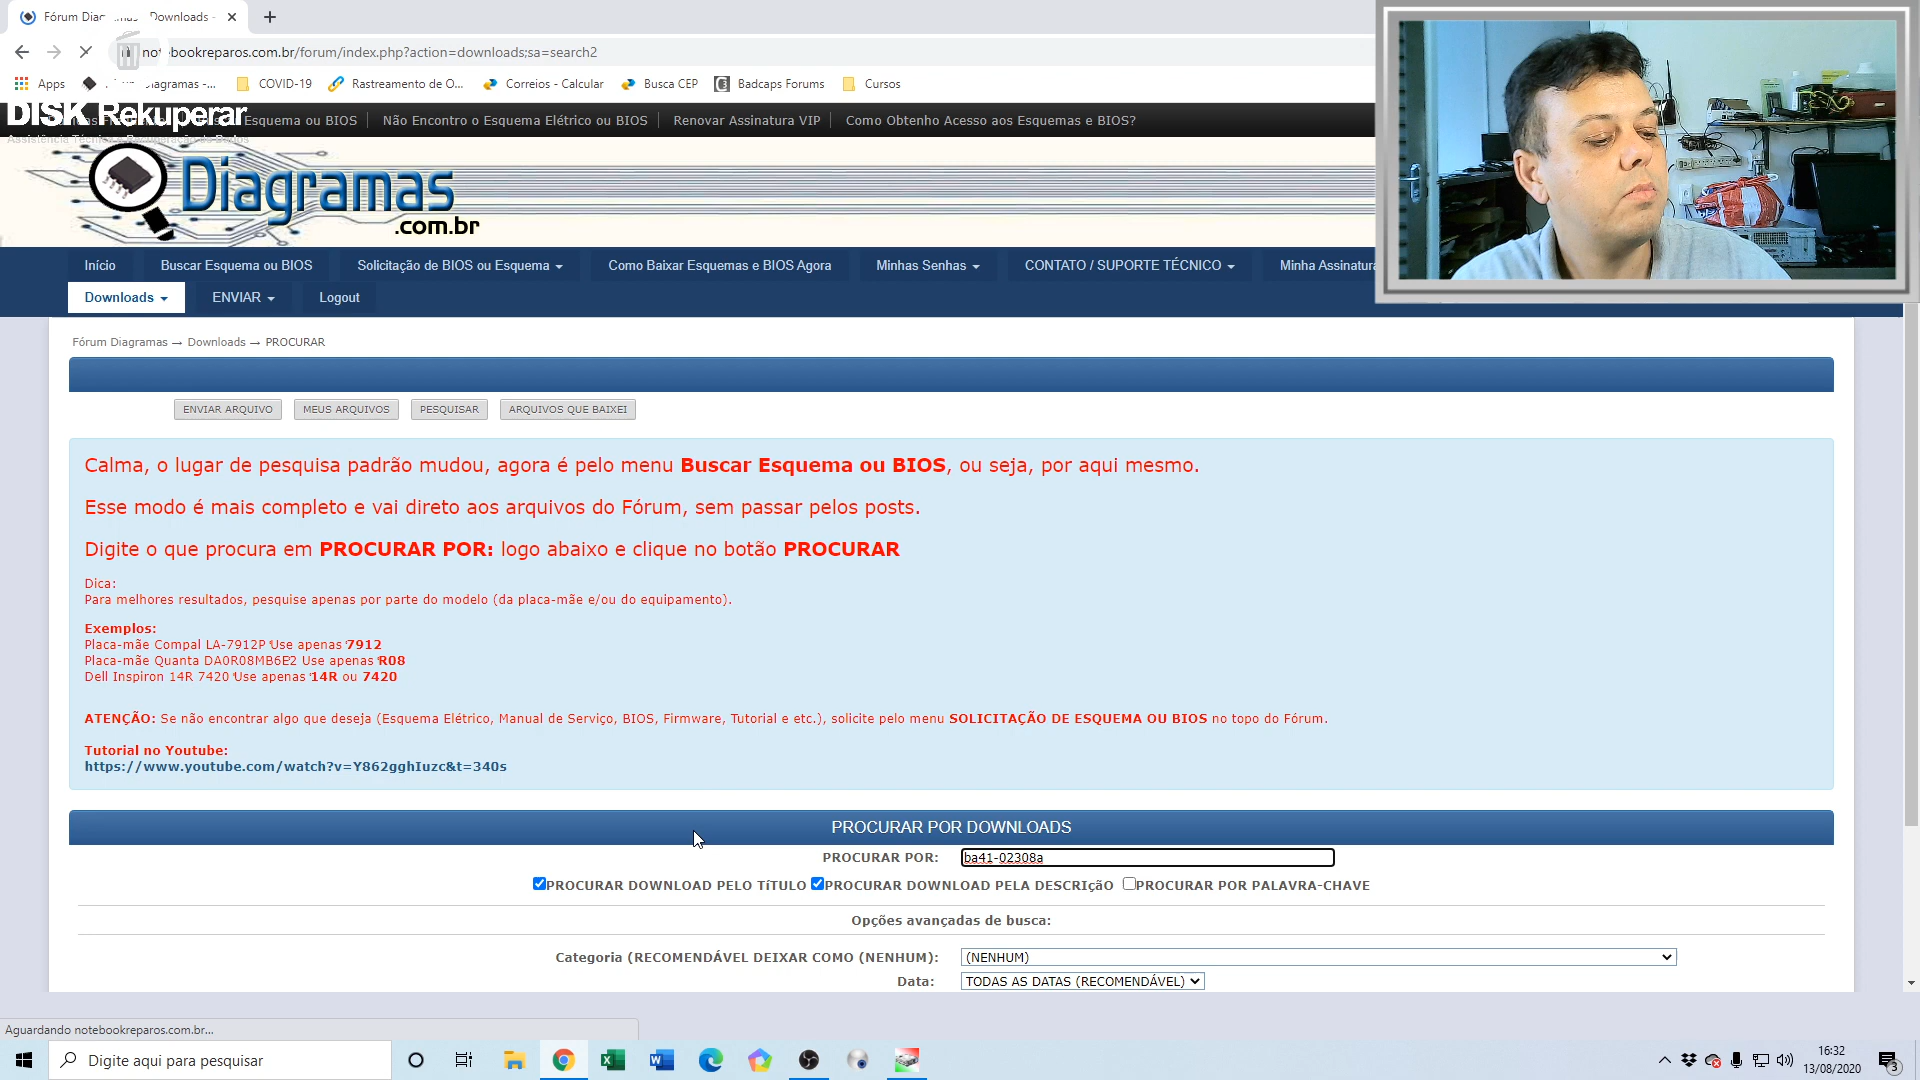 Fórum Diagramas Downloads -
notebookreparos.com.br/forum/index.php?action=downloads;sa=search2
Apps
COVID-19
Rastreamento de O...
Correios - Calcular
Busca CEP
Badcaps Forums
Cursos
DISK Rekuperar
Assistência Técnica e Recuperação de Dados
Esquema ou BIOS
Não Encontro o Esquema Elétrico ou BIOS
Renovar Assinatura VIP
Como Obtenho Acesso aos Esquemas e BIOS?
Diagramas
.com.br
Início
Buscar Esquema ou BIOS
Solicitação de BIOS ou Esquema
Como Baixar Esquemas e BIOS Agora
Minhas Senhas
CONTATO / SUPORTE TÉCNICO
Minha Assinatura
Downloads
ENVIAR
Logout
Fórum Diagramas → Downloads → PROCURAR
ENVIAR ARQUIVO
MEUS ARQUIVOS
PESQUISAR
ARQUIVOS QUE BAIXEI
Calma, o lugar de pesquisa padrão mudou, agora é pelo menu Buscar Esquema ou BIOS, ou seja, por aqui mesmo.
Esse modo é mais completo e vai direto aos arquivos do Fórum, sem passar pelos posts.
Digite o que procura em PROCURAR POR: logo abaixo e clique no botão PROCURAR
Dica:
Para melhores resultados, pesquise apenas por parte do modelo (da placa-mãe e/ou do equipamento).
Exemplos:
Placa-mãe Compal LA-7912P Use apenas 7912
Placa-mãe Quanta DA0R08MB6E2 Use apenas R08
Dell Inspiron 14R 7420 Use apenas 14R ou 7420
ATENÇÃO: Se não encontrar algo que deseja (Esquema Elétrico, Manual de Serviço, BIOS, Firmware, Tutorial e etc.), solicite pelo menu SOLICITAÇÃO DE ESQUEMA OU BIOS no topo do Fórum.
Tutorial no Youtube:
https://www.youtube.com/watch?v=Y862gghIuzc&t=340s
PROCURAR POR DOWNLOADS
PROCURAR POR: ba41-02308a
PROCURAR DOWNLOAD PELO TíTULO PROCURAR DOWNLOAD PELA DESCRIçãO PROCURAR POR PALAVRA-CHAVE
Opções avançadas de busca:
Categoria (RECOMENDÁVEL DEIXAR COMO (NENHUM): (NENHUM)
Data: TODAS AS DATAS (RECOMENDÁVEL)
Aguardando notebookreparos.com.br...
Digite aqui para pesquisar
16:32
13/08/2020
3